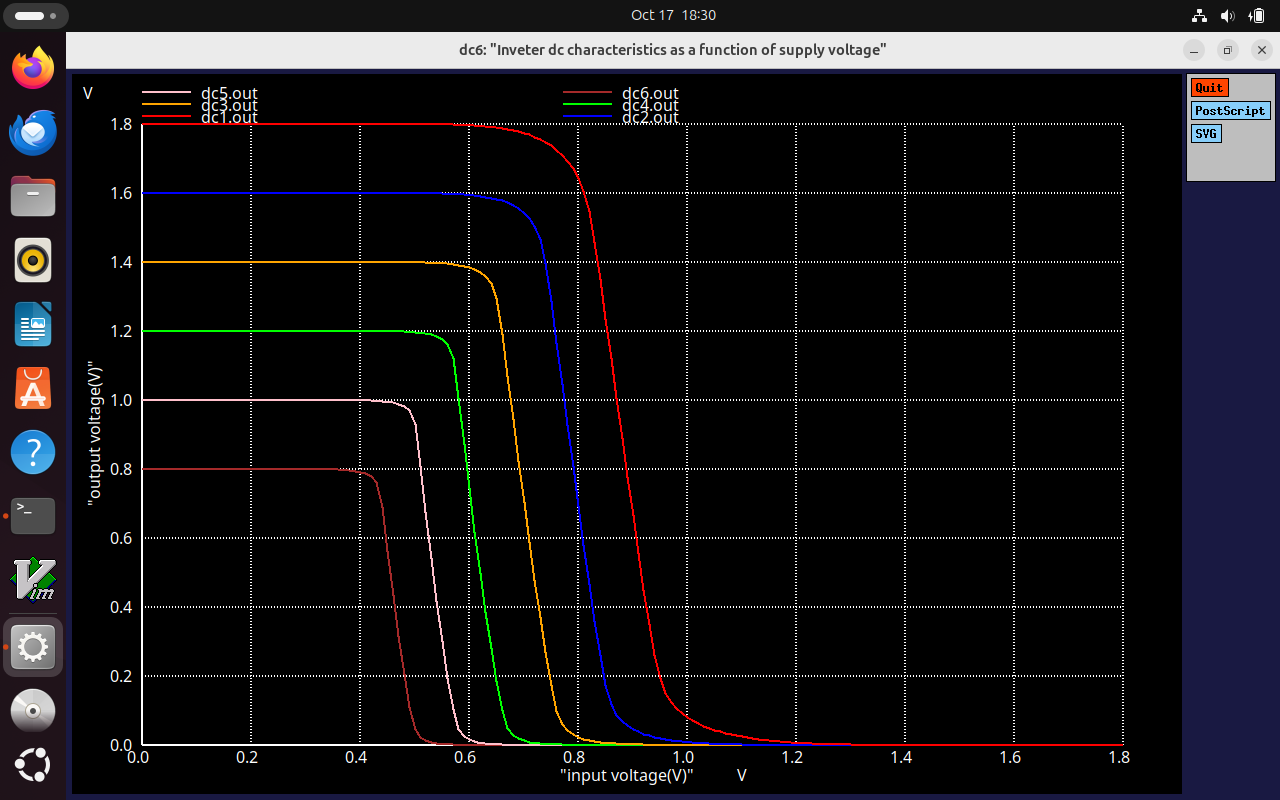 Oct 17 18:30
dc6: "Inveter dc characteristics as a function of supply voltage"
Quit
PostScript
SVG
V
dc5.out
dc6.out
dc3.out
dc4.out
dc1.out
dc2.out
1.8
1.6
1.4
1.2
1.0
0.8
0.6
0.4
0.2
0.0
"output voltage(V)"
0.0 0.2 0.4 0.6 0.8 1.0 1.2 1.4 1.6 1.8
"input voltage(V)" V
A
?
>_
Vim